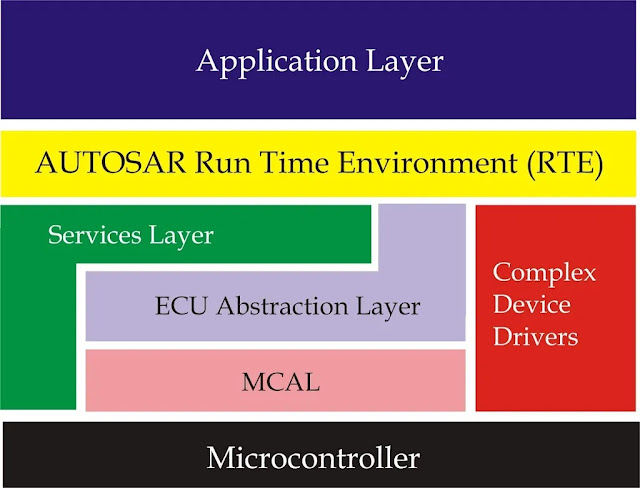 Application Layer
AUTOSAR Run Time Environment (RTE)
Services Layer
ECU Abstraction Layer
MCAL
Complex
Device
Drivers
Microcontroller